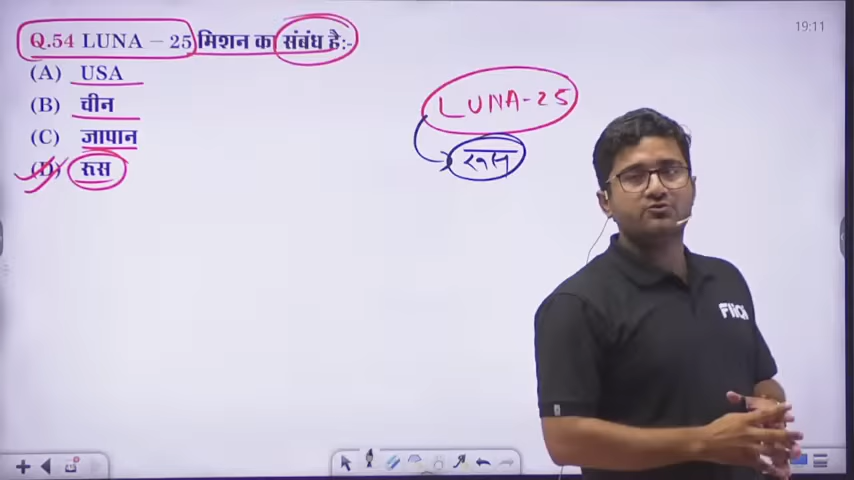 19:11
Q.54 LUNA – 25 मिशन का संबंध है:-
(A) USA
(B) चीन
(C) जापान
(D) रूस
LUNA-25
रूस